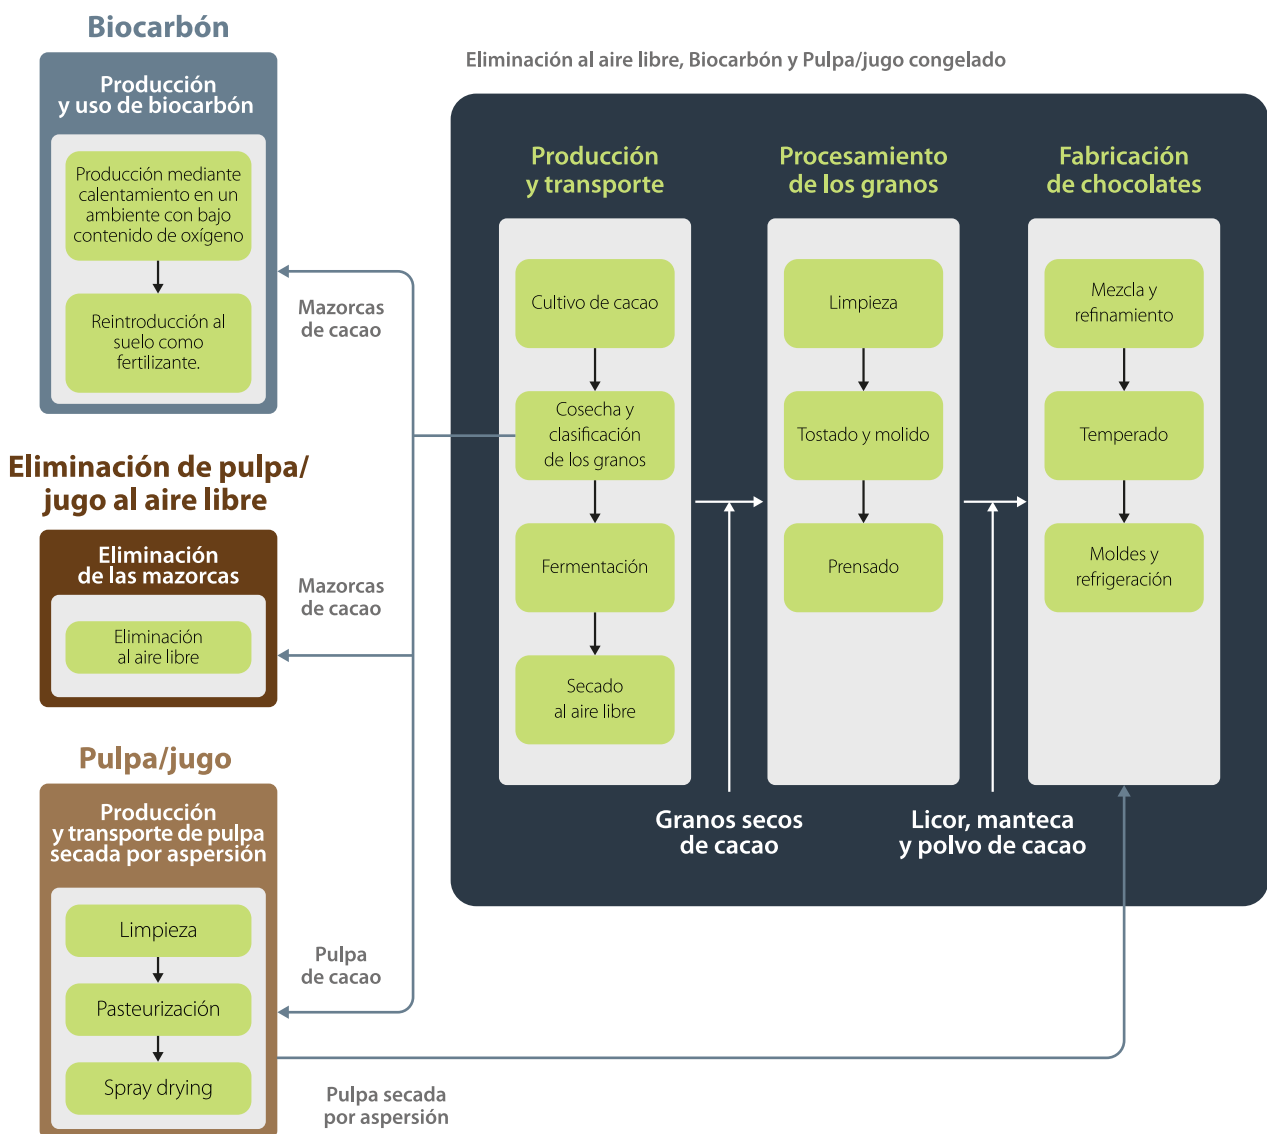 Biocarbón
Producción
y uso de biocarbón
Producción mediante
calentamiento en un
ambiente con bajo
contenido de oxígeno
Reintroducción al
suelo como
fertilizante.
Mazorcas
de cacao
Eliminación de pulpa/
jugo al aire libre
Eliminación
de las mazorcas
Eliminación
al aire libre
Mazorcas
de cacao
Pulpa/jugo
Producción
y transporte de pulpa
secada por aspersión
Limpieza
Pasteurización
Spray drying
Pulpa
de cacao
Pulpa secada
por aspersión
Eliminación al aire libre, Biocarbón y Pulpa/jugo congelado
Producción
y transporte
Cultivo de cacao
Cosecha y
clasificación
de los granos
Fermentación
Secado
al aire libre
Granos secos
de cacao
Procesamiento
de los granos
Limpieza
Tostado y molido
Prensado
Licor, manteca
y polvo de cacao
Fabricación
de chocolates
Mezcla y
refinamiento
Temperado
Moldes y
refrigeración